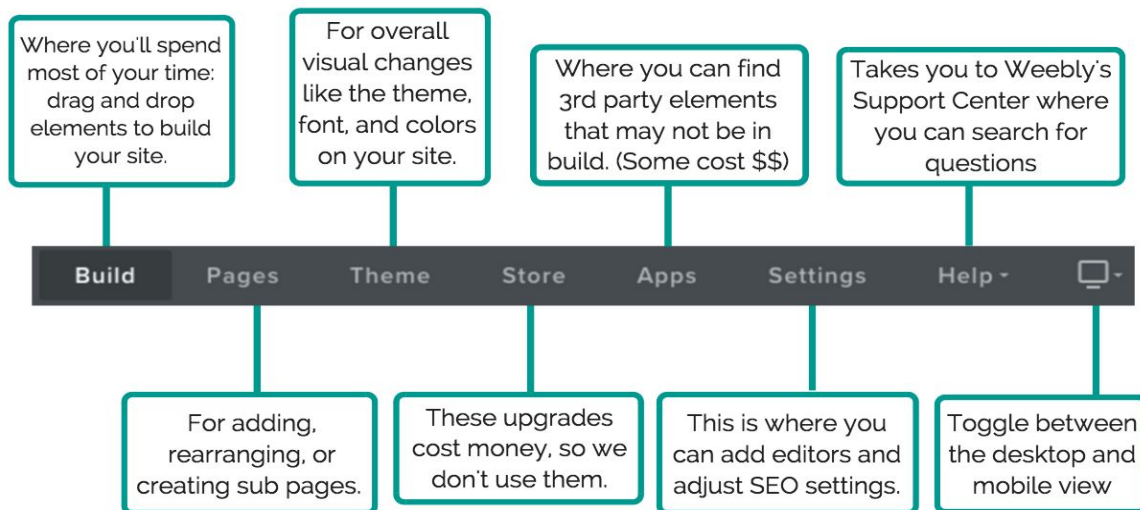 Where you'll spend
most of your time:
drag and drop
elements to build
your site.
For overall
visual changes
like the theme,
font, and colors
on your site.
Where you can find
3rd party elements
that may not be in
build. (Some cost $$)
Takes you to Weebly's
Support Center where
you can search for
questions
Build Pages Theme Store Apps Settings Help
For adding,
rearranging, or
creating sub pages.
These upgrades
cost money, so we
don't use them.
This is where you
can add editors and
adjust SEO settings.
Toggle between
the desktop and
mobile view